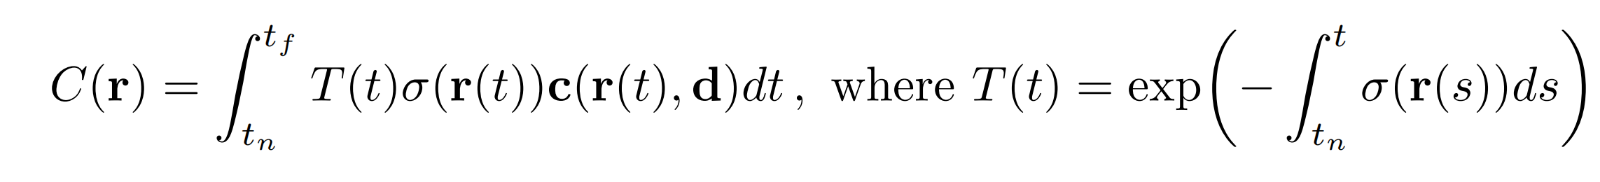 C(𝐫) = ∫_{t_n}^{t_f} T(t)σ(𝐫(t))𝐜(𝐫(t), 𝐝)dt , where T(t) = exp(−∫_{t_n}^{t} σ(𝐫(s))ds)